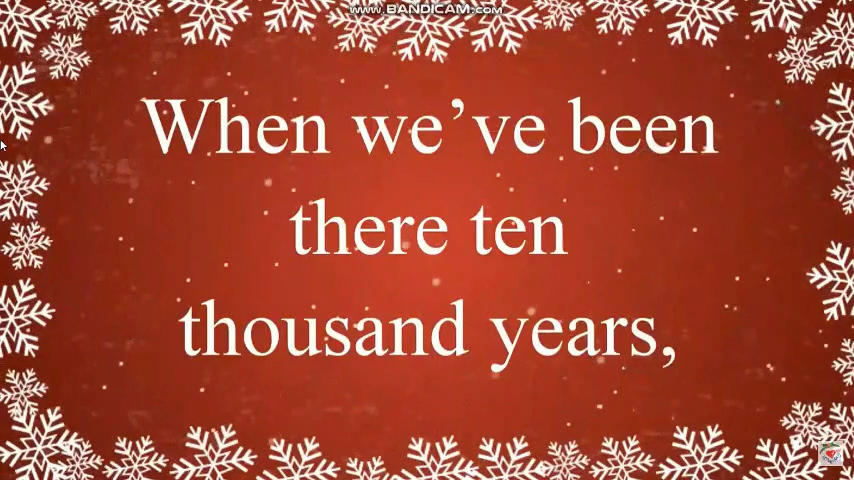 WWW.BANDICAM.COM
When we've been
there ten
thousand years,